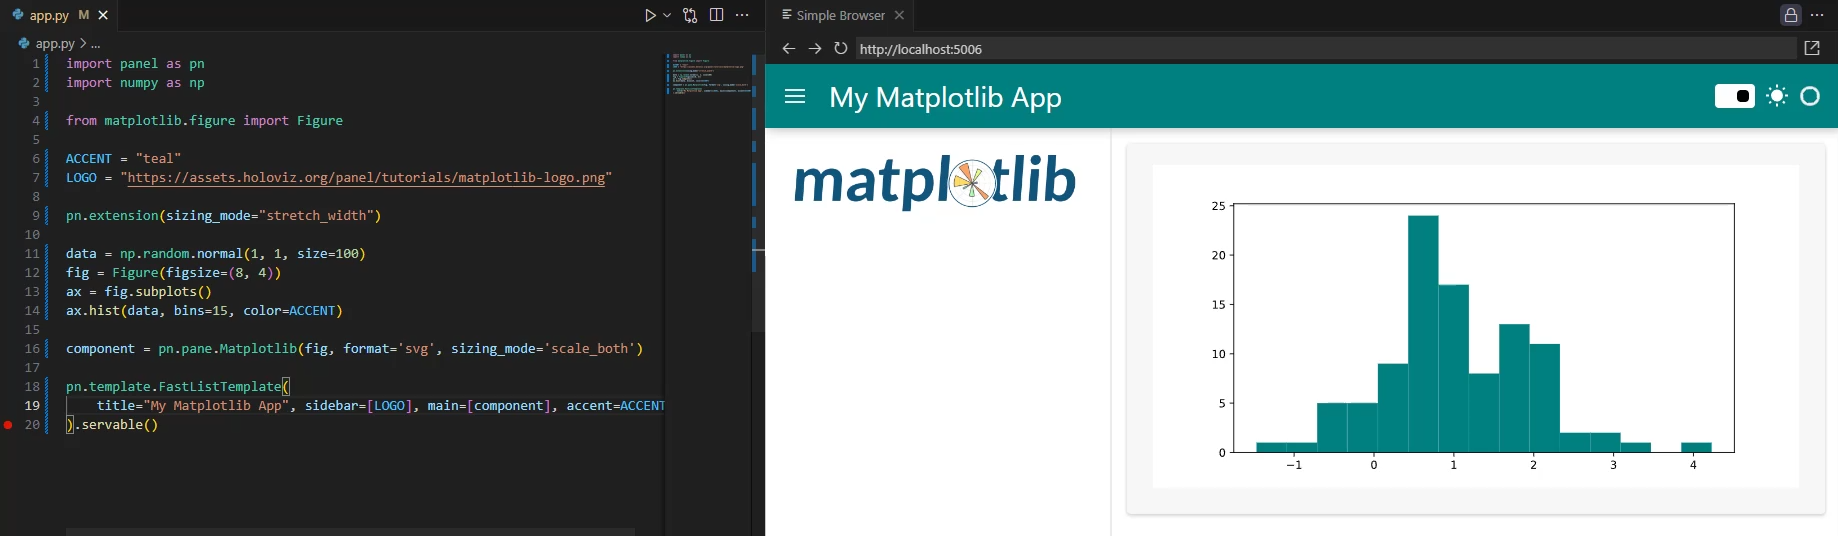 app.py M
app.py > ...
1 import panel as pn
2 import numpy as np
3
4 from matplotlib.figure import Figure
5
6 ACCENT = "teal"
7 LOGO = "https://assets.holoviz.org/panel/tutorials/matplotlib-logo.png"
8
9 pn.extension(sizing_mode="stretch_width")
10
11 data = np.random.normal(1, 1, size=100)
12 fig = Figure(figsize=(8, 4))
13 ax = fig.subplots()
14 ax.hist(data, bins=15, color=ACCENT)
15
16 component = pn.pane.Matplotlib(fig, format='svg', sizing_mode='scale_both')
17
18 pn.template.FastListTemplate(
19     title="My Matplotlib App", sidebar=[LOGO], main=[component], accent=ACCENT
20 ).servable()
Simple Browser
http://localhost:5006
My Matplotlib App
matplotlib
25
20
15
10
5
0
−1 0 1 2 3 4